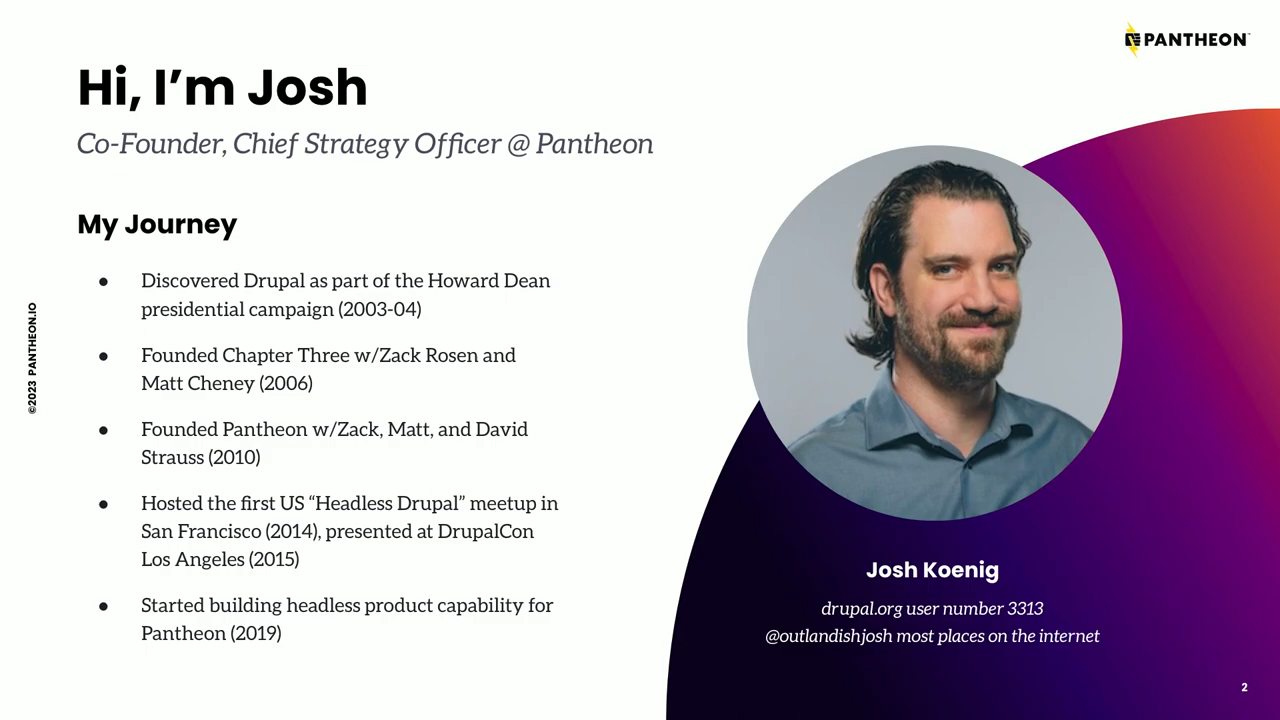 PANTHEON
Hi, I’m Josh
Co-Founder, Chief Strategy Officer @ Pantheon
My Journey
● Discovered Drupal as part of the Howard Dean
presidential campaign (2003-04)
● Founded Chapter Three w/Zack Rosen and
Matt Cheney (2006)
● Founded Pantheon w/Zack, Matt, and David
Strauss (2010)
● Hosted the first US “Headless Drupal” meetup in
San Francisco (2014), presented at DrupalCon
Los Angeles (2015)
● Started building headless product capability for
Pantheon (2019)
©2023 PANTHEON.IO
Josh Koenig
drupal.org user number 3313
@outlandishjosh most places on the internet
2